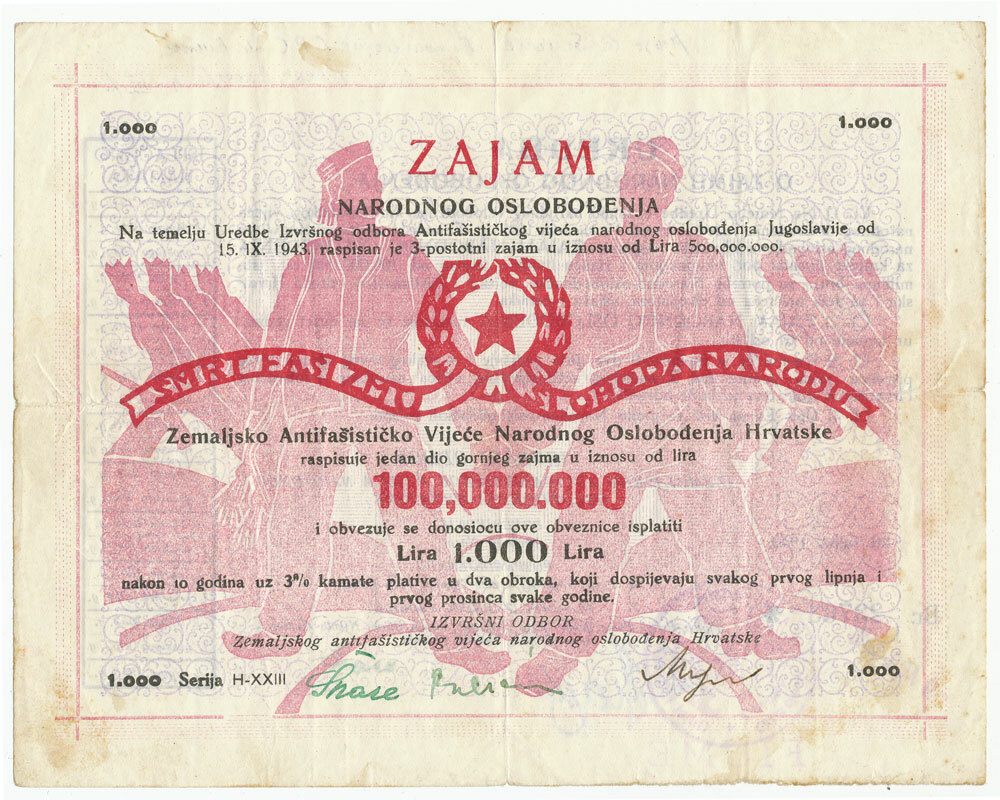 1.000
1.000
ZAJAM
NARODNOG OSLOBOĐENJA
Na temelju Uredbe Izvršnog odbora Antifašističkog vijeća narodnog oslobođenja Jugoslavije od
15. IX. 1943. raspisan je 3-postotni zajam u iznosu od Lira 500,000.000.
SMRT FAŠIZMU SLOBODA NARODU
Zemaljsko Antifašističko Vijeće Narodnog Oslobođenja Hrvatske
raspisuje jedan dio gornjeg zajma u iznosu od lira
100,000.000
i obvezuje se donosiocu ove obveznice isplatiti
Lira 1.000 Lira
nakon 10 godina uz 3% kamate plative u dva obroka, koji dospijevaju svakog prvog lipnja i
prvog prosinca svake godine.
IZVRŠNI ODBOR
Zemaljskog antifašističkog vijeća narodnog oslobođenja Hrvatske
1.000 Serija H-XXIII
1.000